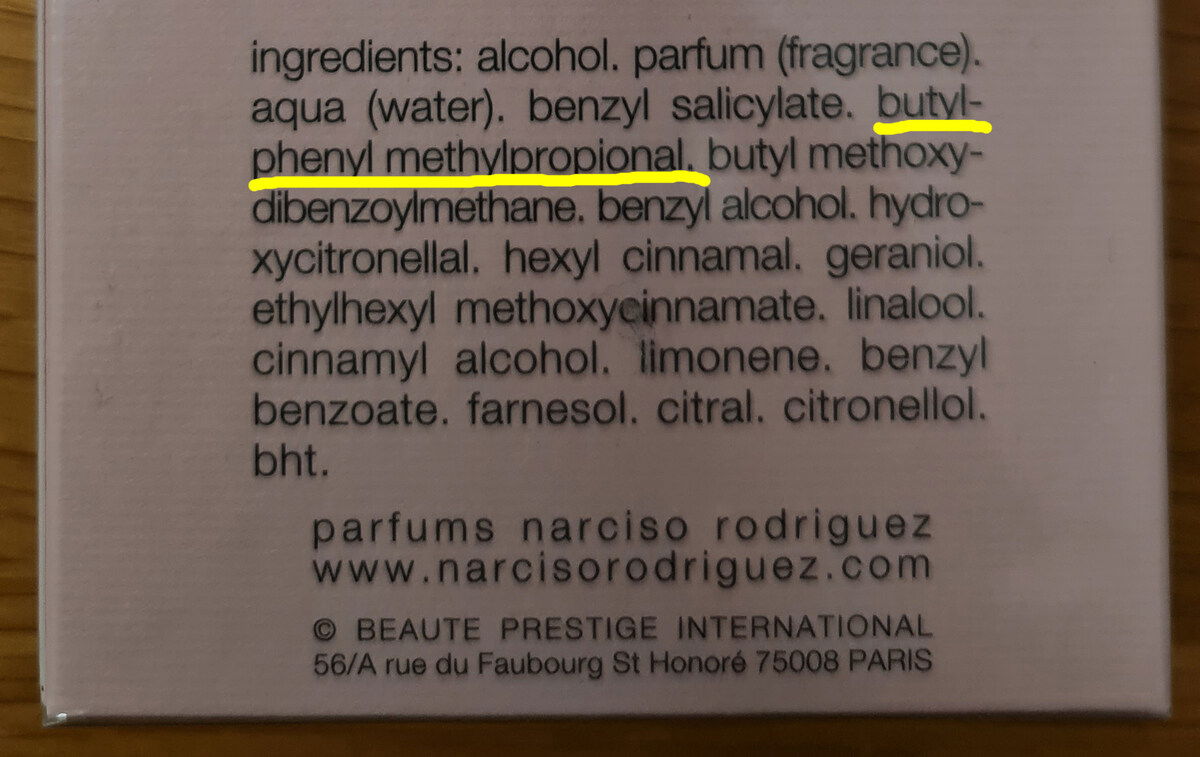 ingredients: alcohol. parfum (fragrance).
aqua (water). benzyl salicylate. butyl-
phenyl methylpropional. butyl methoxy-
dibenzoylmethane. benzyl alcohol. hydro-
xycitronellal. hexyl cinnamal. geraniol.
ethylhexyl methoxycinnamate. linalool.
cinnamyl alcohol. limonene. benzyl
benzoate. farnesol. citral. citronellol.
bht.
parfums narciso rodriguez
www.narcisorodriguez.com
© BEAUTE PRESTIGE INTERNATIONAL
56/A rue du Faubourg St Honoré 75008 PARIS